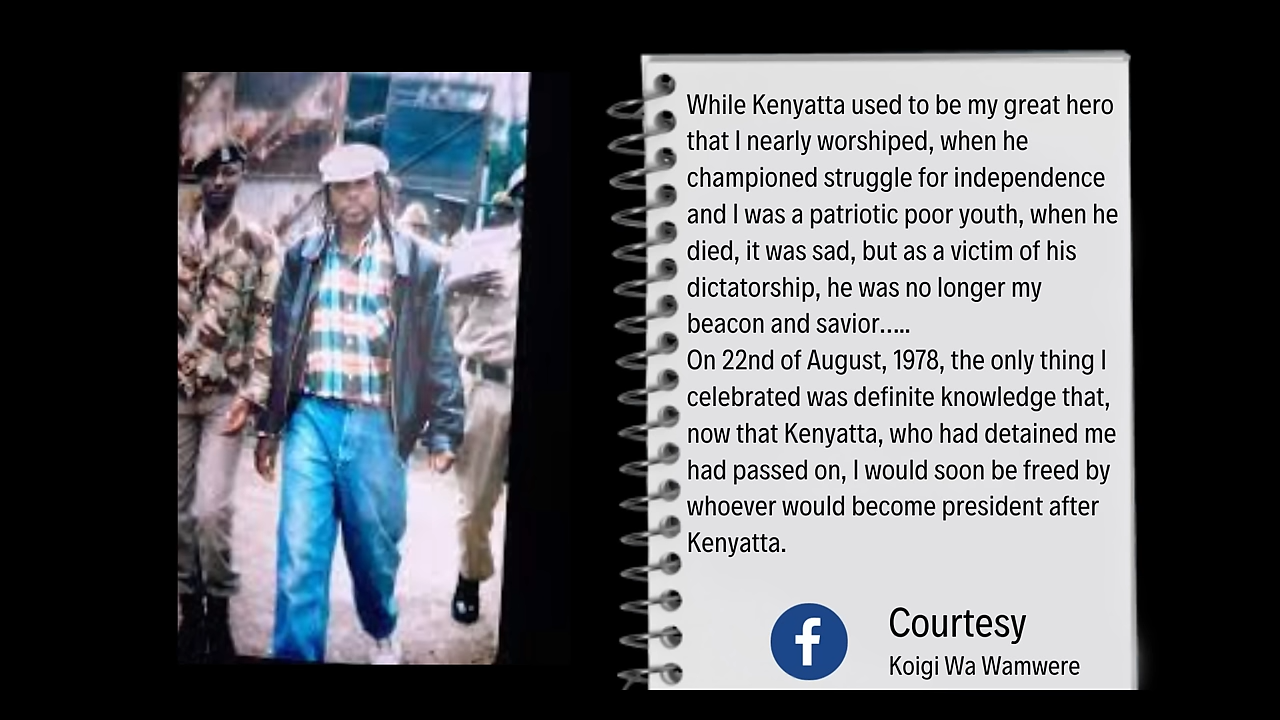 While Kenyatta used to be my great hero
that I nearly worshiped, when he
championed struggle for independence
and I was a patriotic poor youth, when he
died, it was sad, but as a victim of his
dictatorship, he was no longer my
beacon and savior.....
On 22nd of August, 1978, the only thing I
celebrated was definite knowledge that,
now that Kenyatta, who had detained me
had passed on, I would soon be freed by
whoever would become president after
Kenyatta.
f
Courtesy
Koigi Wa Wamwere